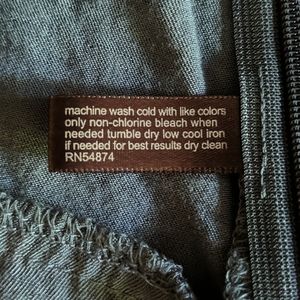 machine wash cold with like colors
only non-chlorine bleach when
needed tumble dry low cool iron
if needed for best results dry clean
RN54874